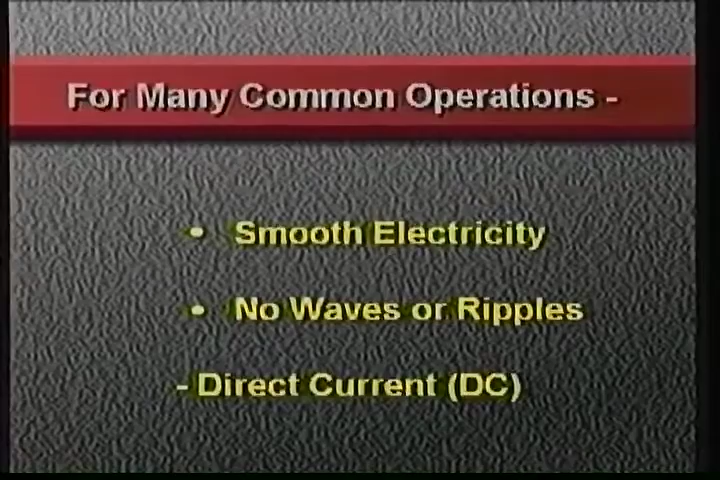 For Many Common Operations -
• Smooth Electricity
• No Waves or Ripples
- Direct Current (DC)